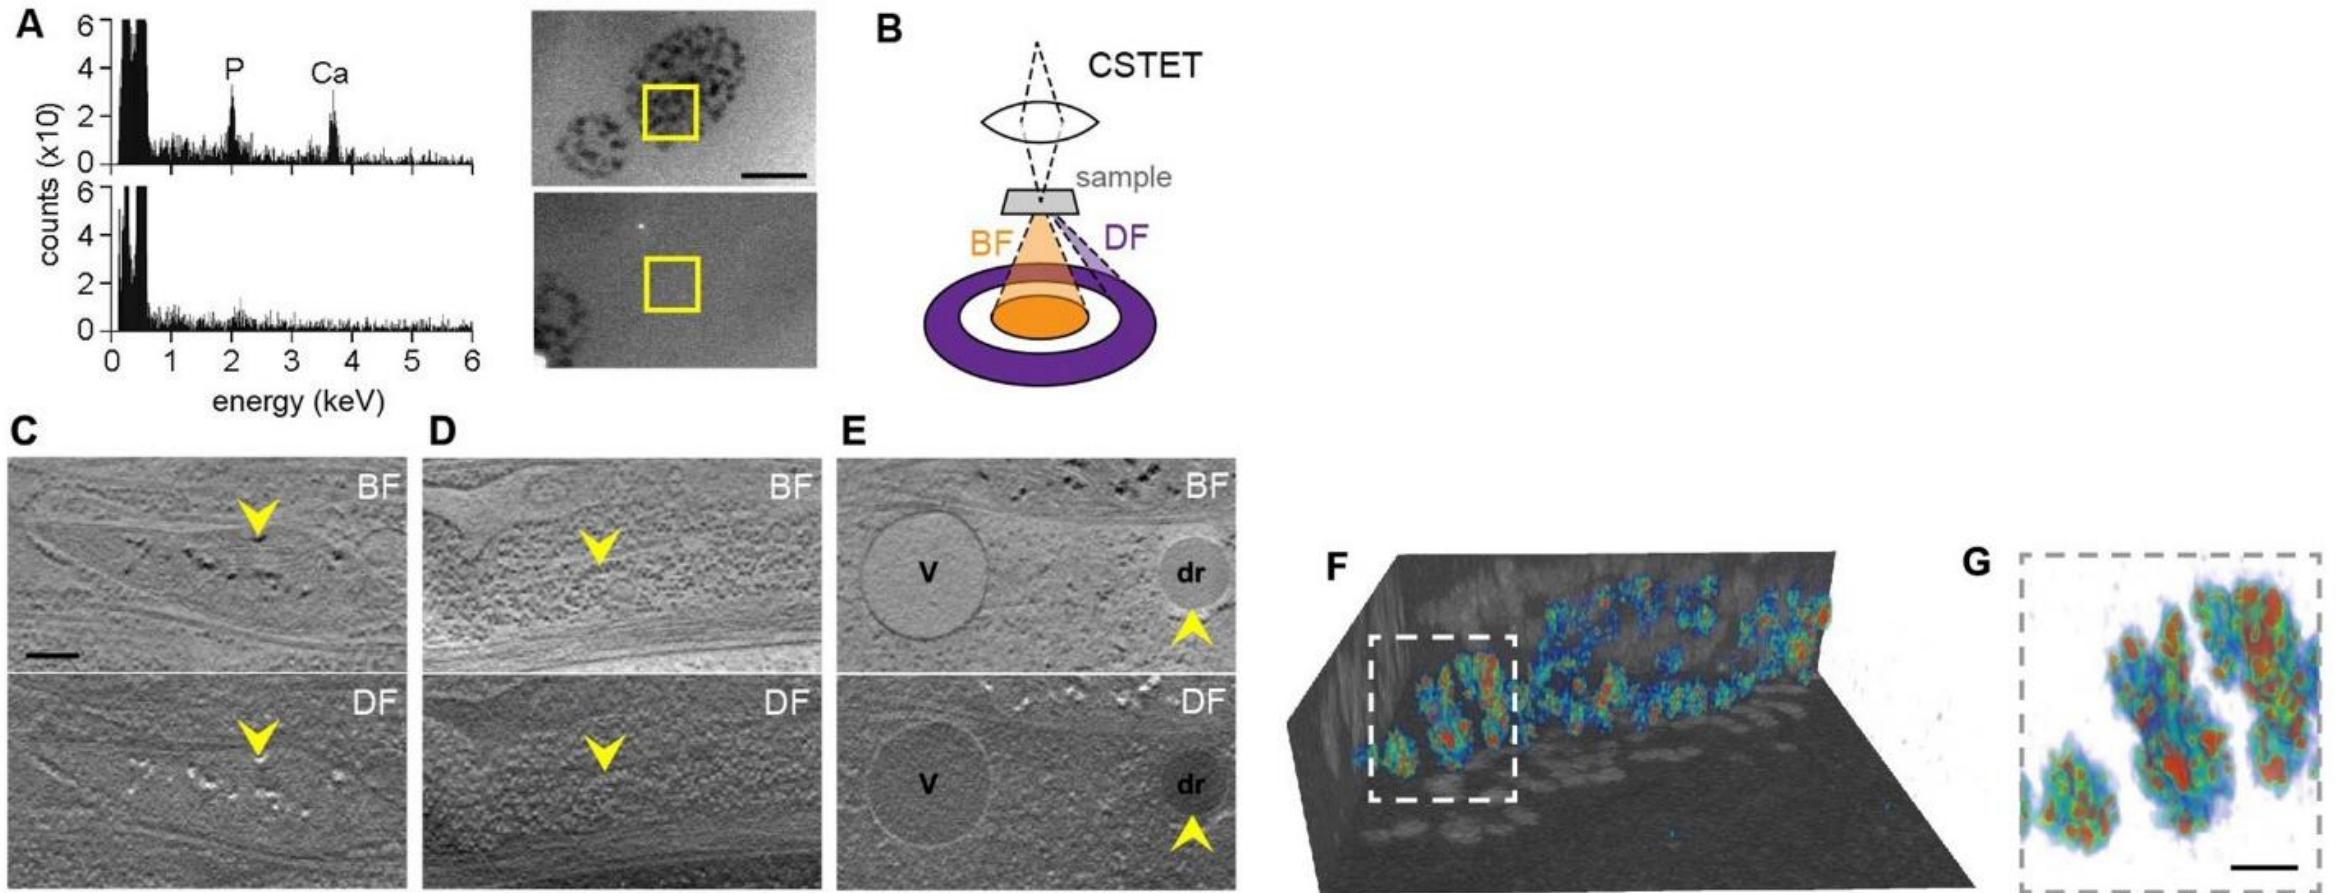 A
6
4
2
0
P
Ca
6
4
2
0
counts (x10)
0 1 2 3 4 5 6
energy (keV)
B
CSTET
sample
BF
DF
C
BF
DF
D
BF
DF
E
BF
V
dr
DF
V
dr
F
G